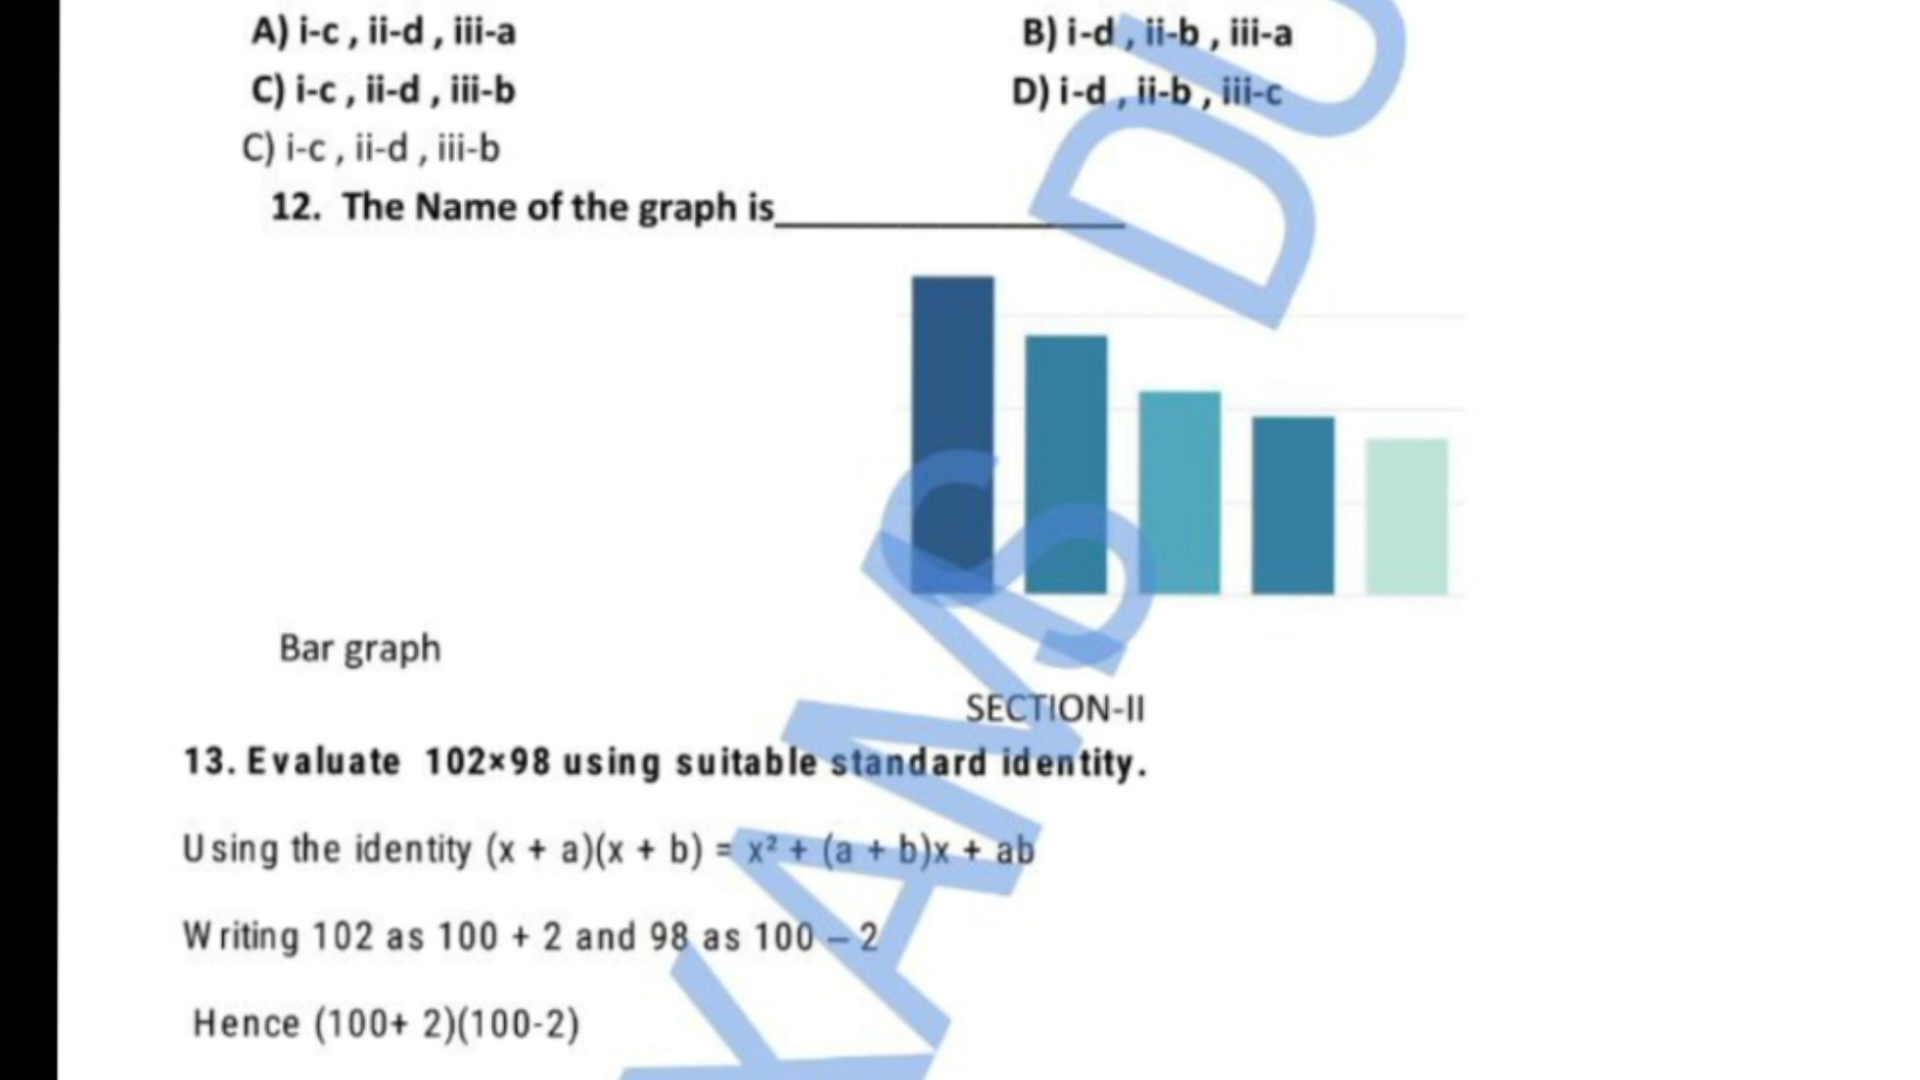 A) i-c , ii-d , iii-a B) i-d , ii-b , iii-a
C) i-c , ii-d , iii-b D) i-d , ii-b , iii-c
C) i-c , ii-d , iii-b
12. The Name of the graph is____________
Bar graph
SECTION-II
13. Evaluate 102×98 using suitable standard identity.
Using the identity (x + a)(x + b) = x² + (a + b)x + ab
Writing 102 as 100 + 2 and 98 as 100 – 2
Hence (100+ 2)(100-2)